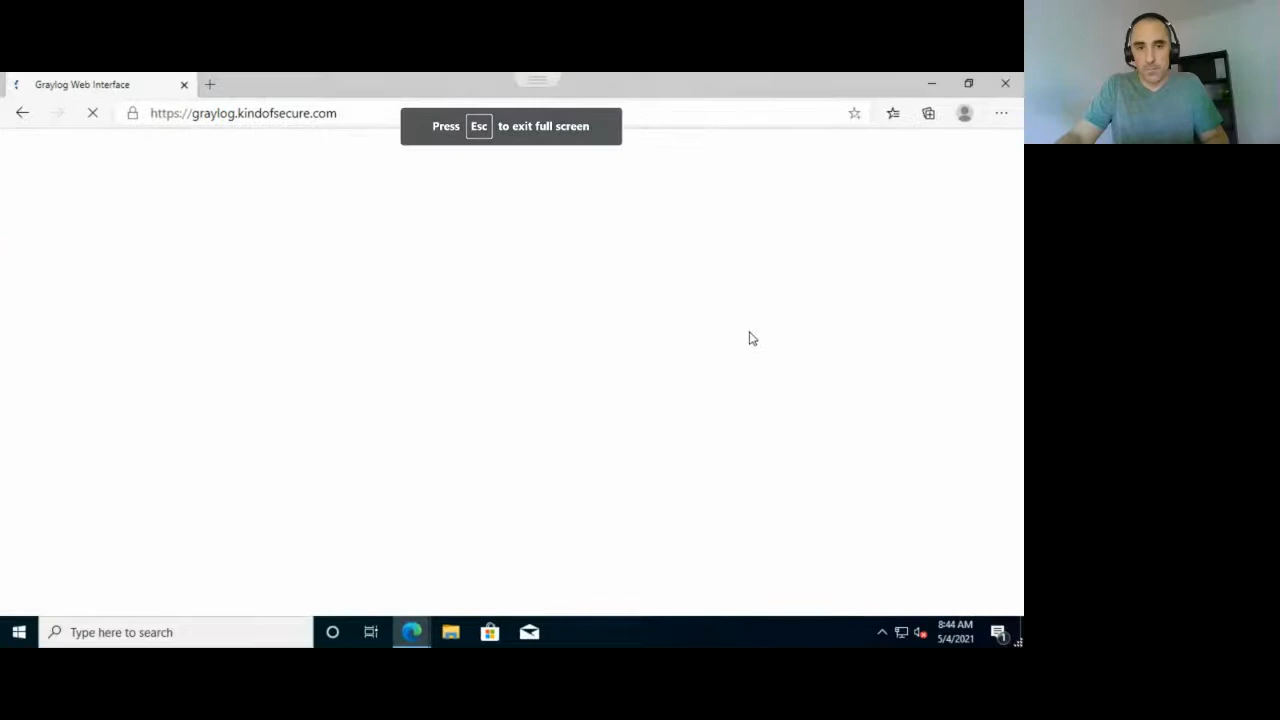 Graylog Web Interface
https://graylog.kindofsecure.com
Press Esc to exit full screen
Type here to search
8:44 AM
5/4/2021
1